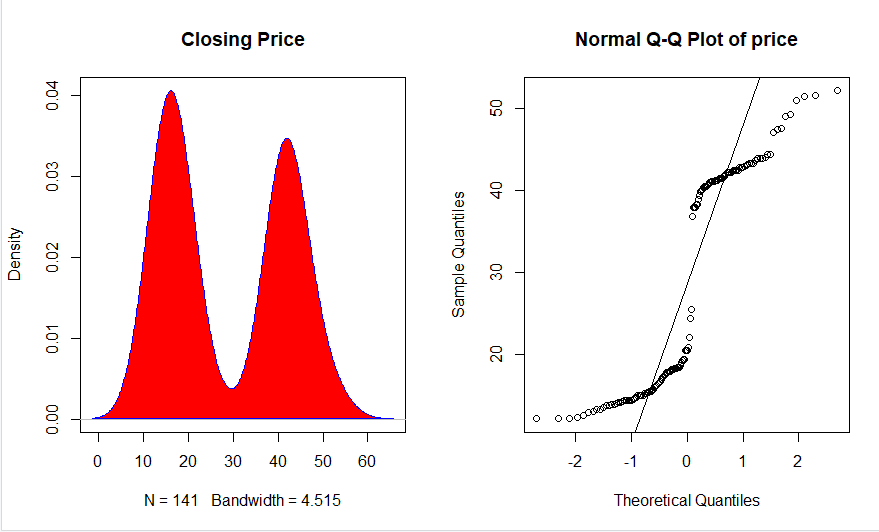 Closing Price
Density
0.00 0.01 0.02 0.03 0.04
0 10 20 30 40 50 60
N = 141 Bandwidth = 4.515
Normal Q-Q Plot of price
Sample Quantiles
20 30 40 50
-2 -1 0 1 2
Theoretical Quantiles